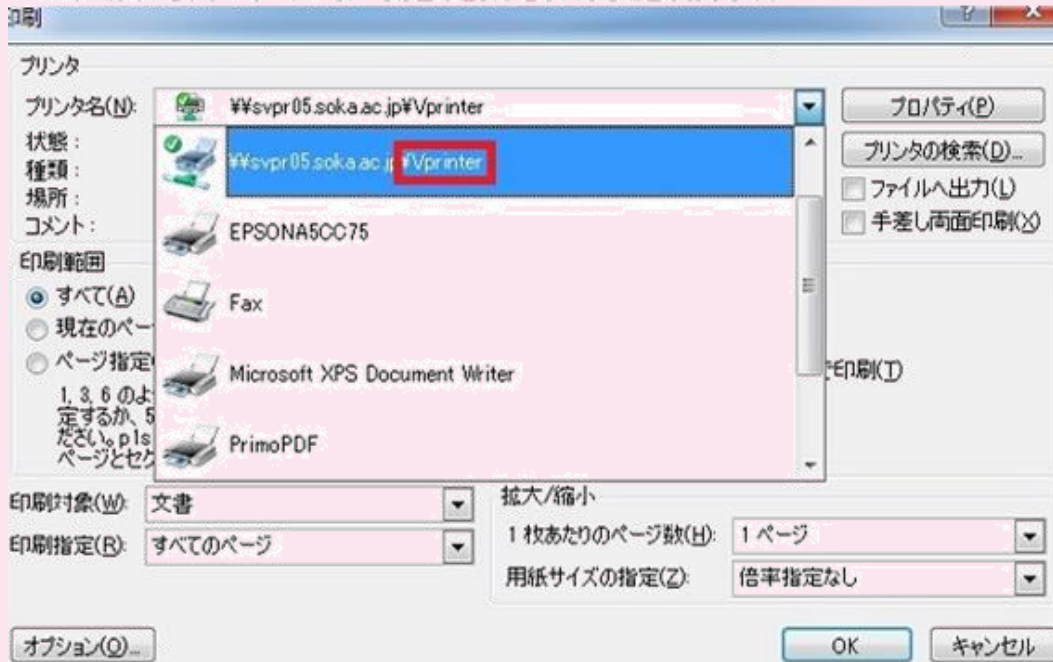 印刷
プリンタ
プリンタ名(N):
¥¥svpr05.soka.ac.jp¥Vprinter
プロパティ(P)
状態:
種類:
場所:
コメント:
¥¥svpr05.soka.ac.jp¥Vprinter
プリンタの検索(D)...
ファイルへ出力(L)
手差し両面印刷(X)
EPSONA5CC75
Fax
Microsoft XPS Document Writer
PrimoPDF
印刷範囲
すべて(A)
現在のペー
ページ指定(
1, 3, 6 のよ
定するか、5
ださい。p1s
ページとセク
で印刷(T)
印刷対象(W):
文書
印刷指定(R):
すべてのページ
拡大/縮小
1 枚あたりのページ数(H):
1 ページ
用紙サイズの指定(Z):
倍率指定なし
オプション(O)...
OK
キャンセル